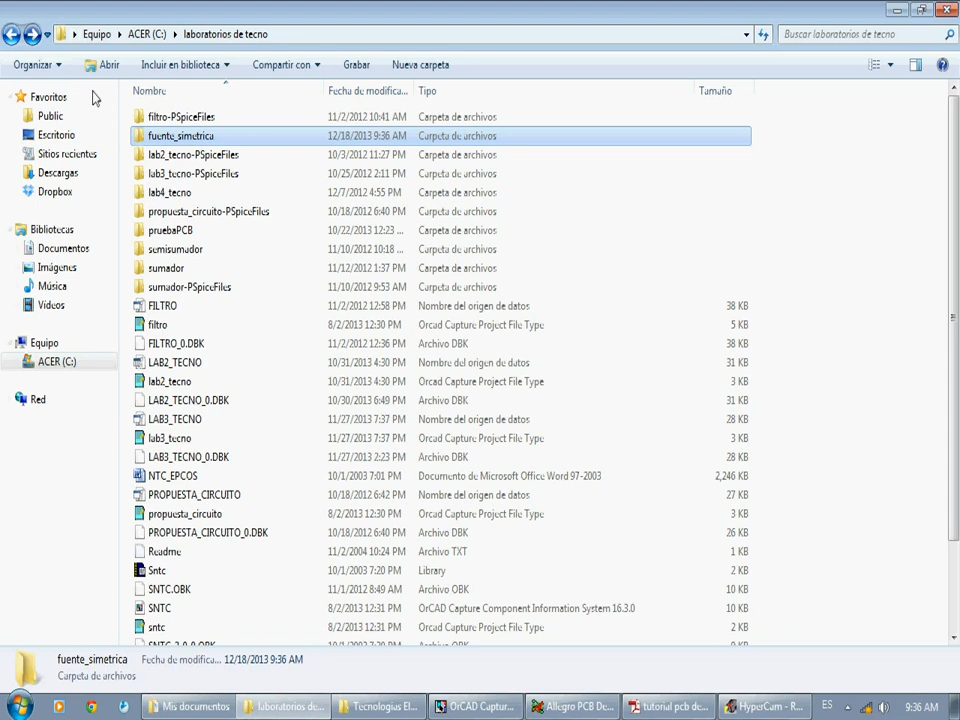 Equipo ▸ ACER (C:) ▸ laboratorios de tecno
Buscar laboratorios de tecno
Organizar Abrir Incluir en biblioteca Compartir con Grabar Nueva carpeta
Nombre Fecha de modifica... Tipo Tamaño
Favoritos
Public
Escritorio
Sitios recientes
Descargas
Dropbox
Bibliotecas
Documentos
Imágenes
Música
Vídeos
Equipo
ACER (C:)
Red
filtro-PSpiceFiles 11/2/2012 10:41 AM Carpeta de archivos
fuente_simetrica 12/18/2013 9:36 AM Carpeta de archivos
lab2_tecno-PSpiceFiles 10/3/2012 11:27 PM Carpeta de archivos
lab3_tecno-PSpiceFiles 10/25/2012 2:11 PM Carpeta de archivos
lab4_tecno 12/7/2012 4:55 PM Carpeta de archivos
propuesta_circuito-PSpiceFiles 10/18/2012 6:40 PM Carpeta de archivos
pruebaPCB 10/22/2013 12:23 ... Carpeta de archivos
semisumador 11/10/2012 10:18 ... Carpeta de archivos
sumador 11/12/2012 1:37 PM Carpeta de archivos
sumador-PSpiceFiles 11/10/2012 9:53 AM Carpeta de archivos
FILTRO 11/2/2012 12:58 PM Nombre del origen de datos 38 KB
filtro 8/2/2013 12:30 PM Orcad Capture Project File Type 5 KB
FILTRO_0.DBK 11/2/2012 12:36 PM Archivo DBK 38 KB
LAB2_TECNO 10/31/2013 4:30 PM Nombre del origen de datos 31 KB
lab2_tecno 10/31/2013 4:30 PM Orcad Capture Project File Type 3 KB
LAB2_TECNO_0.DBK 10/30/2013 6:49 PM Archivo DBK 31 KB
LAB3_TECNO 11/27/2013 7:37 PM Nombre del origen de datos 28 KB
lab3_tecno 11/27/2013 7:37 PM Orcad Capture Project File Type 3 KB
LAB3_TECNO_0.DBK 11/27/2013 2:23 PM Archivo DBK 28 KB
NTC_EPCOS 10/1/2003 7:01 PM Documento de Microsoft Office Word 97-2003 2,246 KB
PROPUESTA_CIRCUITO 10/18/2012 6:42 PM Nombre del origen de datos 27 KB
propuesta_circuito 8/2/2013 12:30 PM Orcad Capture Project File Type 3 KB
PROPUESTA_CIRCUITO_0.DBK 10/18/2012 6:40 PM Archivo DBK 26 KB
Readme 11/2/2004 10:24 PM Archivo TXT 1 KB
Sntc 10/1/2003 7:20 PM Library 2 KB
SNTC.OBK 11/1/2012 8:49 AM Archivo OBK 10 KB
SNTC 8/2/2013 12:31 PM OrCAD Capture Component Information System 16.3.0 10 KB
sntc 8/2/2013 12:31 PM Orcad Capture Project File Type 2 KB
fuente_simetrica Fecha de modifica... 12/18/2013 9:36 AM
Carpeta de archivos
Mis documentos laboratorios de... Tecnologías El... OrCAD Captur... Allegro PCB De... tutorial pcb de... HyperCam - R... ES 9:36 AM